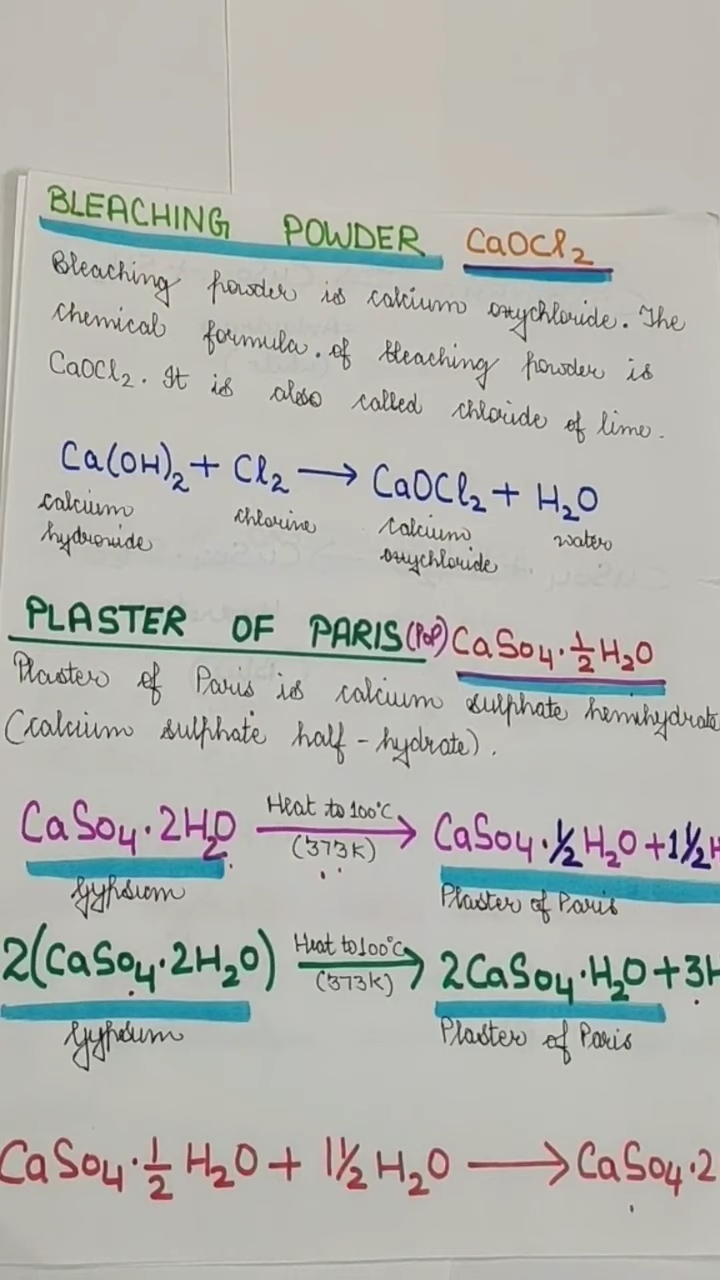 BLEACHING POWDER CaOCl₂
Bleaching powder is calcium oxychloride. The
chemical formula. of bleaching powder is
CaOCl₂. It is also called chloride of lime.
Ca(OH)₂ + Cl₂ → CaOCl₂ + H₂O
calcium hydroxide chlorine calcium oxychloride water
PLASTER OF PARIS (POP) CaSO₄·½H₂O
Plaster of Paris is calcium sulphate hemihydrate
(calcium sulphate half-hydrate).
CaSO₄·2H₂O Heat to 100°C (373K) → CaSO₄·½H₂O + 1½H
Gypsum Plaster of Paris
2(CaSO₄·2H₂O) Heat to 100°C (373K) → 2CaSO₄·H₂O + 3H
Gypsum Plaster of Paris
CaSO₄·½H₂O + 1½H₂O → CaSO₄·2